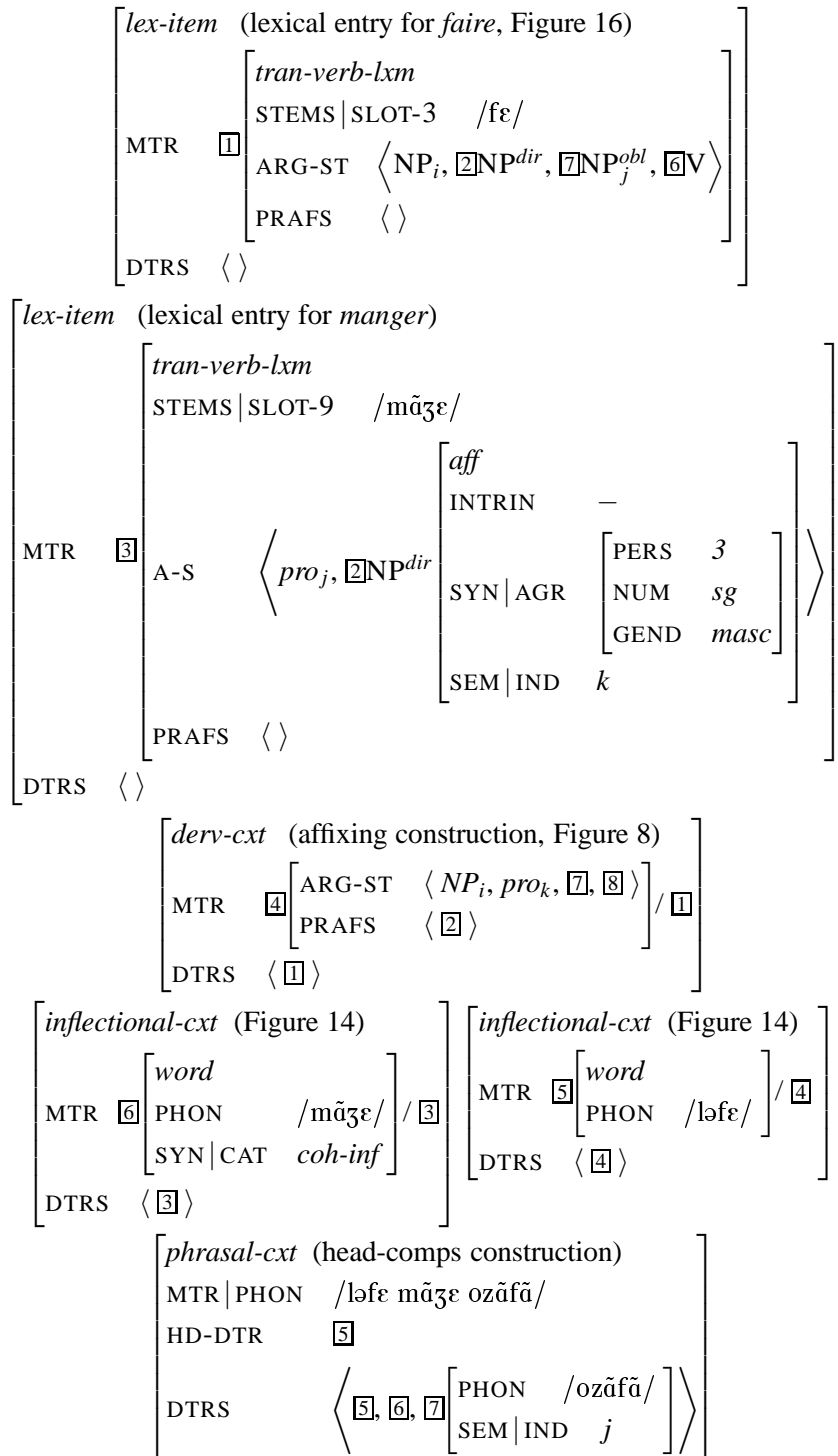 lex-item (lexical entry for faire, Figure 16)
tran-verb-lxm
STEMS|SLOT-3 /fɛ/
MTR 1 ARG-ST ⟨NPᵢ, 2NP^dir, 7NP^obl_j, 6V⟩
PRAFS ⟨ ⟩
DTRS ⟨ ⟩
lex-item (lexical entry for manger)
tran-verb-lxm
STEMS|SLOT-9 /mɑ̃ʒɛ/
aff
INTRIN −
PERS 3
MTR 3 A-S ⟨pro_j, 2NP^dir SYN|AGR NUM sg ⟩
GEND masc
SEM|IND k
PRAFS ⟨ ⟩
DTRS ⟨ ⟩
derv-cxt (affixing construction, Figure 8)
MTR 4 ARG-ST ⟨ NPᵢ, pro_k, 7, 8 ⟩ / 1
PRAFS ⟨ 2 ⟩
DTRS ⟨ 1 ⟩
inflectional-cxt (Figure 14)
word
MTR 6 PHON /mɑ̃ʒɛ/ / 3
SYN|CAT coh-inf
DTRS ⟨ 3 ⟩
inflectional-cxt (Figure 14)
MTR 5 word / 4
PHON /ləfɛ/
DTRS ⟨ 4 ⟩
phrasal-cxt (head-comps construction)
MTR|PHON /ləfɛ mɑ̃ʒɛ ozɑ̃fɑ̃/
HD-DTR 5
DTRS ⟨5, 6, 7 PHON /ozɑ̃fɑ̃/ ⟩
SEM|IND j